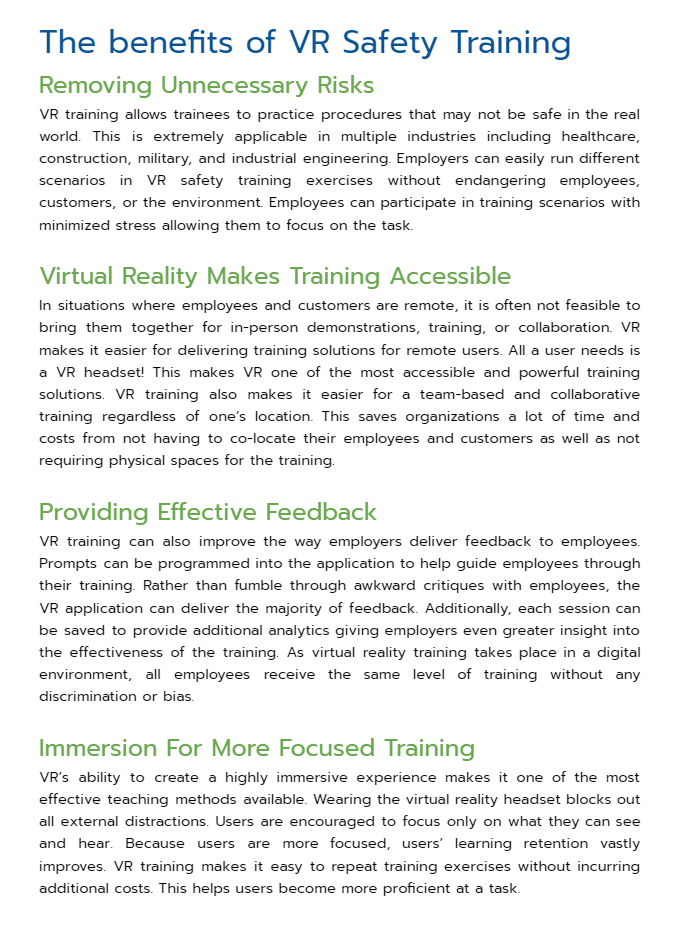 The benefits of VR Safety Training
Removing Unnecessary Risks
VR training allows trainees to practice procedures that may not be safe in the real
world. This is extremely applicable in multiple industries including healthcare,
construction, military, and industrial engineering. Employers can easily run different
scenarios in VR safety training exercises without endangering employees,
customers, or the environment. Employees can participate in training scenarios with
minimized stress allowing them to focus on the task.
Virtual Reality Makes Training Accessible
In situations where employees and customers are remote, it is often not feasible to
bring them together for in-person demonstrations, training, or collaboration. VR
makes it easier for delivering training solutions for remote users. All a user needs is
a VR headset! This makes VR one of the most accessible and powerful training
solutions. VR training also makes it easier for a team-based and collaborative
training regardless of one’s location. This saves organizations a lot of time and
costs from not having to co-locate their employees and customers as well as not
requiring physical spaces for the training.
Providing Effective Feedback
VR training can also improve the way employers deliver feedback to employees.
Prompts can be programmed into the application to help guide employees through
their training. Rather than fumble through awkward critiques with employees, the
VR application can deliver the majority of feedback. Additionally, each session can
be saved to provide additional analytics giving employers even greater insight into
the effectiveness of the training. As virtual reality training takes place in a digital
environment, all employees receive the same level of training without any
discrimination or bias.
Immersion For More Focused Training
VR’s ability to create a highly immersive experience makes it one of the most
effective teaching methods available. Wearing the virtual reality headset blocks out
all external distractions. Users are encouraged to focus only on what they can see
and hear. Because users are more focused, users’ learning retention vastly
improves. VR training makes it easy to repeat training exercises without incurring
additional costs. This helps users become more proficient at a task.